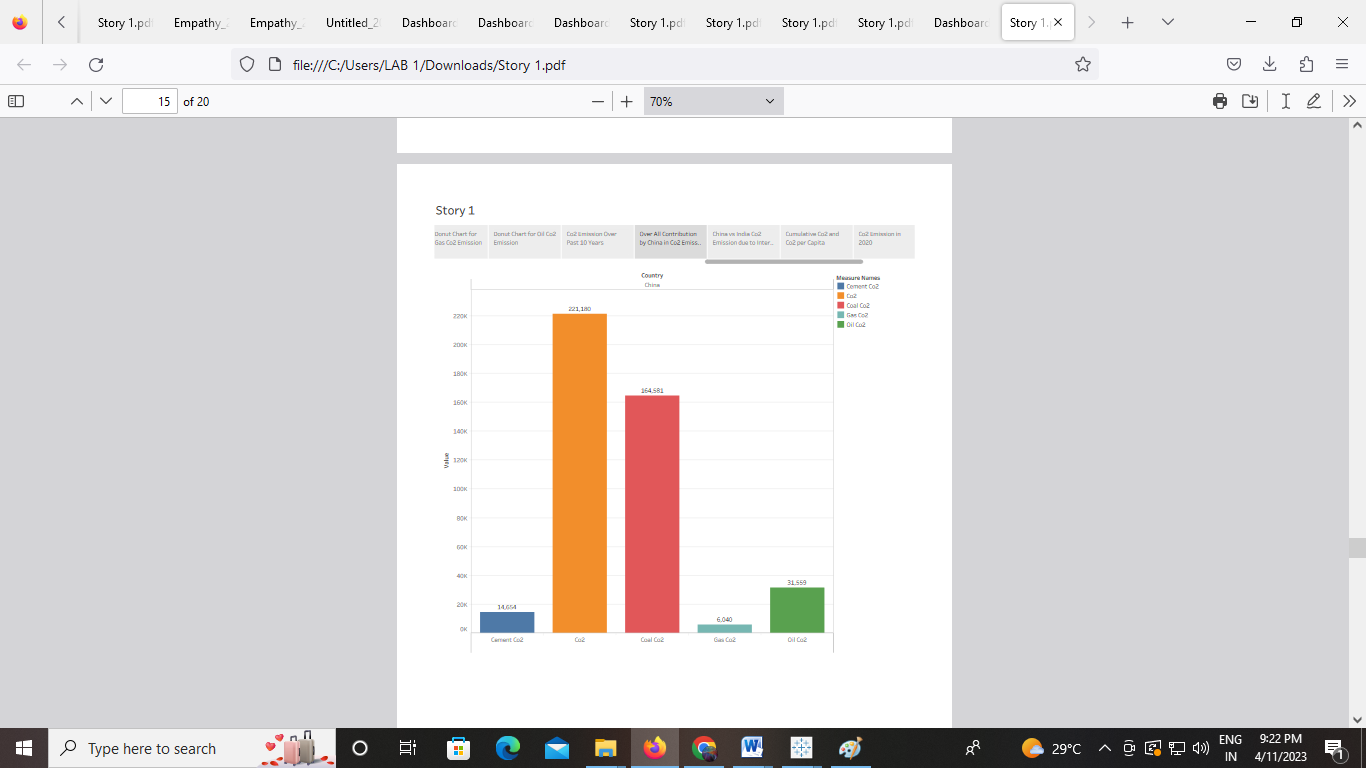 Story 1.pdf
Empathy_
Empathy_
Untitled_2
Dashboard
Dashboard
Dashboard
Story 1.pdf
Story 1.pdf
Story 1.pdf
Story 1.pdf
Dashboard
Story 1.p
file:///C:/Users/LAB 1/Downloads/Story 1.pdf
15 of 20
70%
Story 1
Donut Chart for
Gas Co2 Emission
Donut Chart for Oil Co2
Emission
Co2 Emission Over
Past 10 Years
Over All Contribution
by China in Co2 Emiss..
China vs India Co2
Emission due to Inter..
Cumulative Co2 and
Co2 per Capita
Co2 Emission in
2020
Country
China
Measure Names
Cement Co2
Co2
Coal Co2
Gas Co2
Oil Co2
Value
220K
200K
180K
160K
140K
120K
100K
80K
60K
40K
20K
0K
14,654
221,180
164,581
6,040
31,559
Cement Co2
Co2
Coal Co2
Gas Co2
Oil Co2
Type here to search
29°C
ENG
IN
9:22 PM
4/11/2023
1